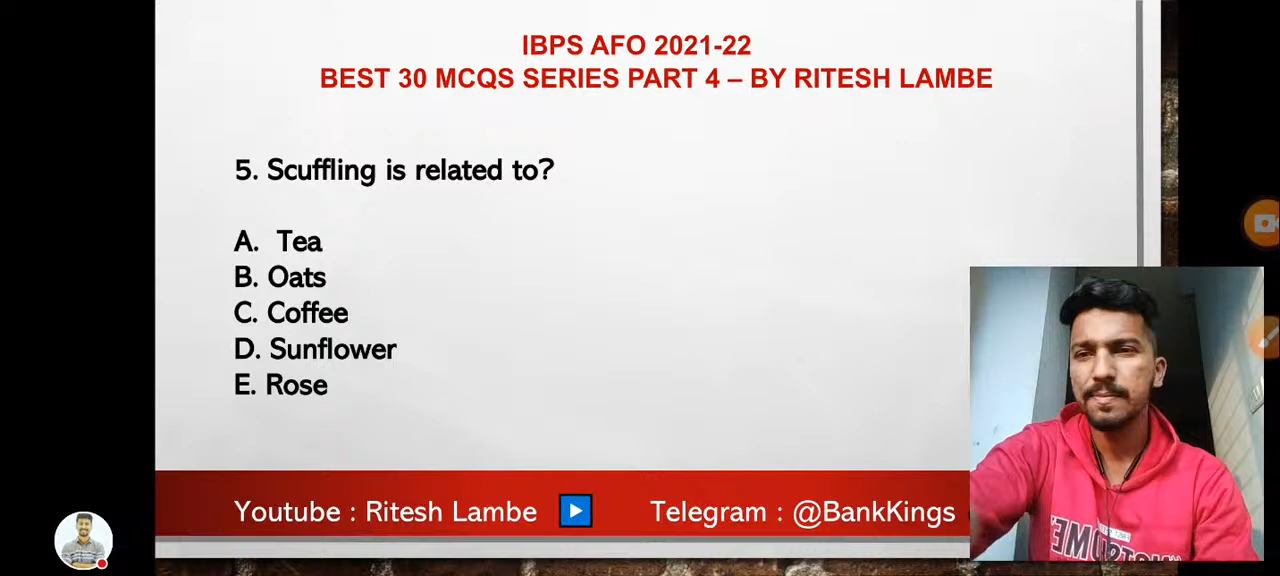 IBPS AFO 2021-22
BEST 30 MCQS SERIES PART 4 – BY RITESH LAMBE
5. Scuffling is related to?
A. Tea
B. Oats
C. Coffee
D. Sunflower
E. Rose
Youtube : Ritesh Lambe
Telegram : @BankKings